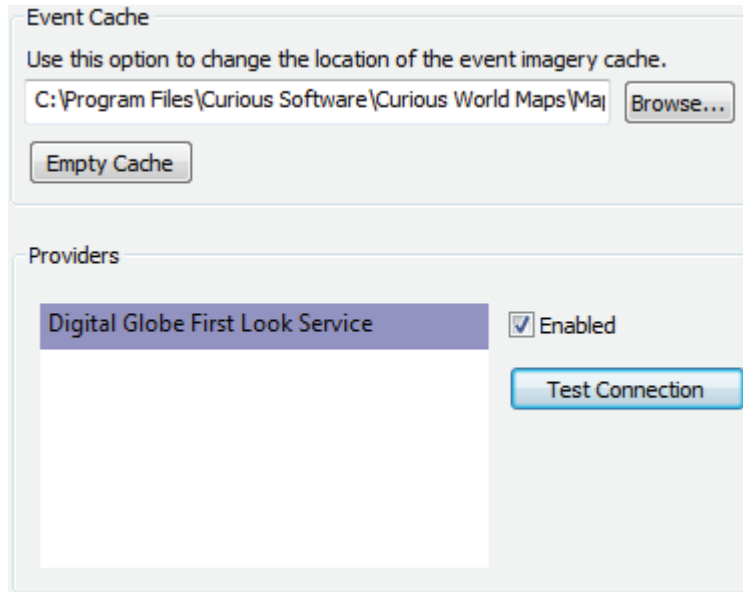 Event Cache
Use this option to change the location of the event imagery cache.
C:\Program Files\Curious Software\Curious World Maps\Ma
Browse...
Empty Cache
Providers
Digital Globe First Look Service
Enabled
Test Connection